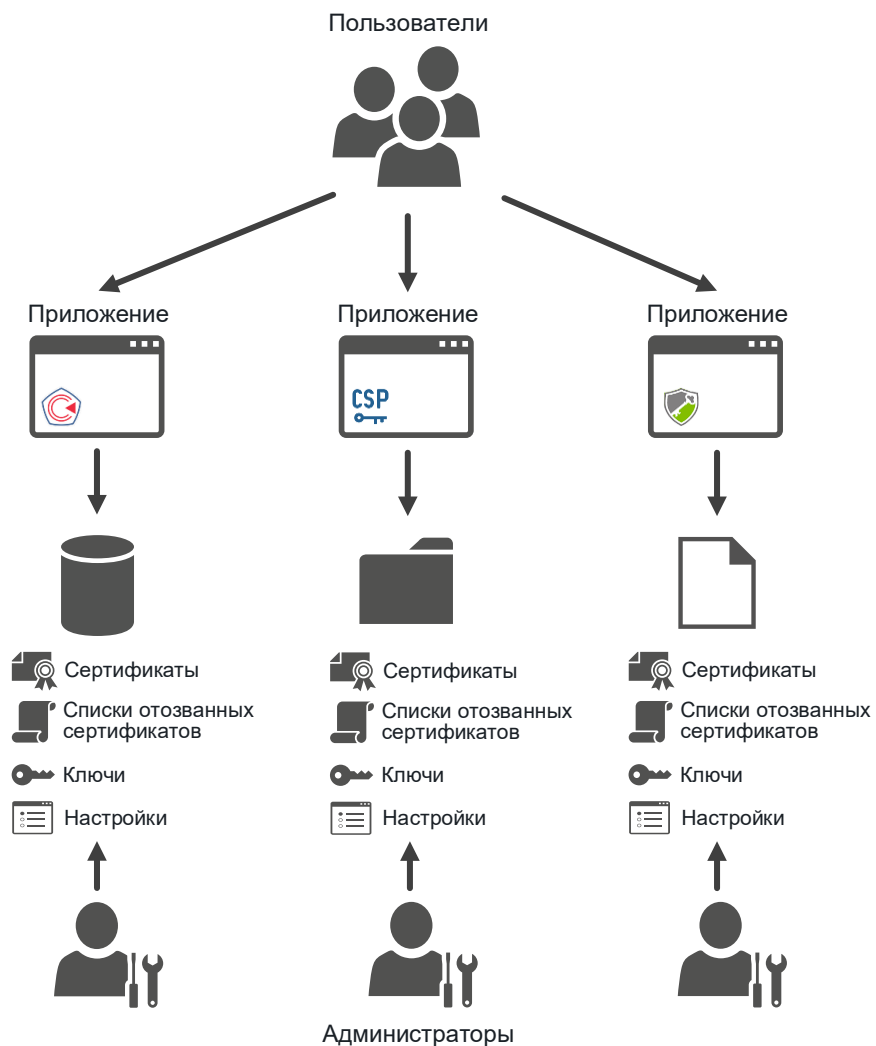 Пользователи
Приложение
Приложение
Приложение
CSP
Сертификаты
Списки отозванных
сертификатов
Ключи
Настройки
Сертификаты
Списки отозванных
сертификатов
Ключи
Настройки
Сертификаты
Списки отозванных
сертификатов
Ключи
Настройки
Администраторы